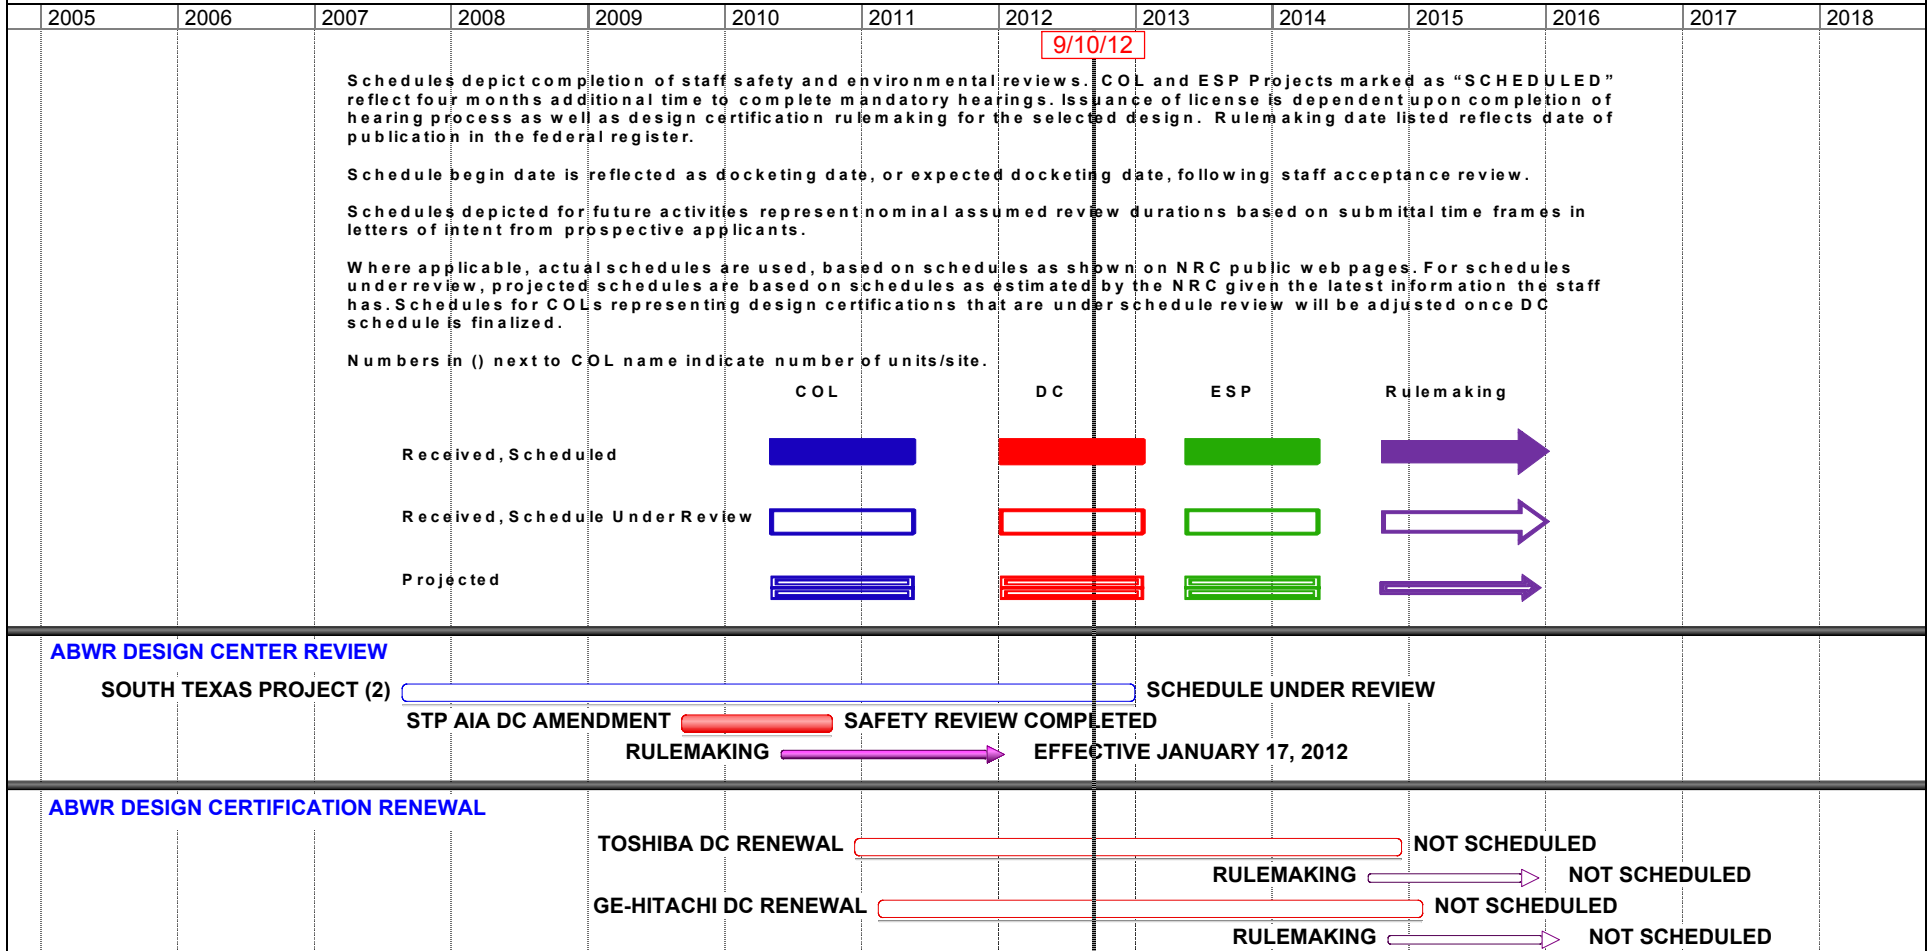 2005 2006 2007 2008 2009 2010 2011 2012 2013 2014 2015 2016 2017 2018
9/10/12
Schedules depict completion of staff safety and environmental reviews. COL and ESP Projects marked as “SCHEDULED”
reflect four months additional time to complete mandatory hearings. Issuance of license is dependent upon completion of
hearing process as well as design certification rulemaking for the selected design. Rulemaking date listed reflects date of
publication in the federal register.
Schedule begin date is reflected as docketing date, or expected docketing date, following staff acceptance review.
Schedules depicted for future activities represent nominal assumed review durations based on submittal time frames in
letters of intent from prospective applicants.
Where applicable, actual schedules are used, based on schedules as shown on NRC public web pages. For schedules
under review, projected schedules are based on schedules as estimated by the NRC given the latest information the staff
has. Schedules for COLs representing design certifications that are under schedule review will be adjusted once DC
schedule is finalized.
Numbers in () next to COL name indicate number of units/site.
COL DC ESP Rulemaking
Received, Scheduled
Received, Schedule Under Review
Projected
ABWR DESIGN CENTER REVIEW
SOUTH TEXAS PROJECT (2) SCHEDULE UNDER REVIEW
STP AIA DC AMENDMENT SAFETY REVIEW COMPLETED
RULEMAKING EFFECTIVE JANUARY 17, 2012
ABWR DESIGN CERTIFICATION RENEWAL
TOSHIBA DC RENEWAL NOT SCHEDULED
RULEMAKING NOT SCHEDULED
GE-HITACHI DC RENEWAL NOT SCHEDULED
RULEMAKING NOT SCHEDULED